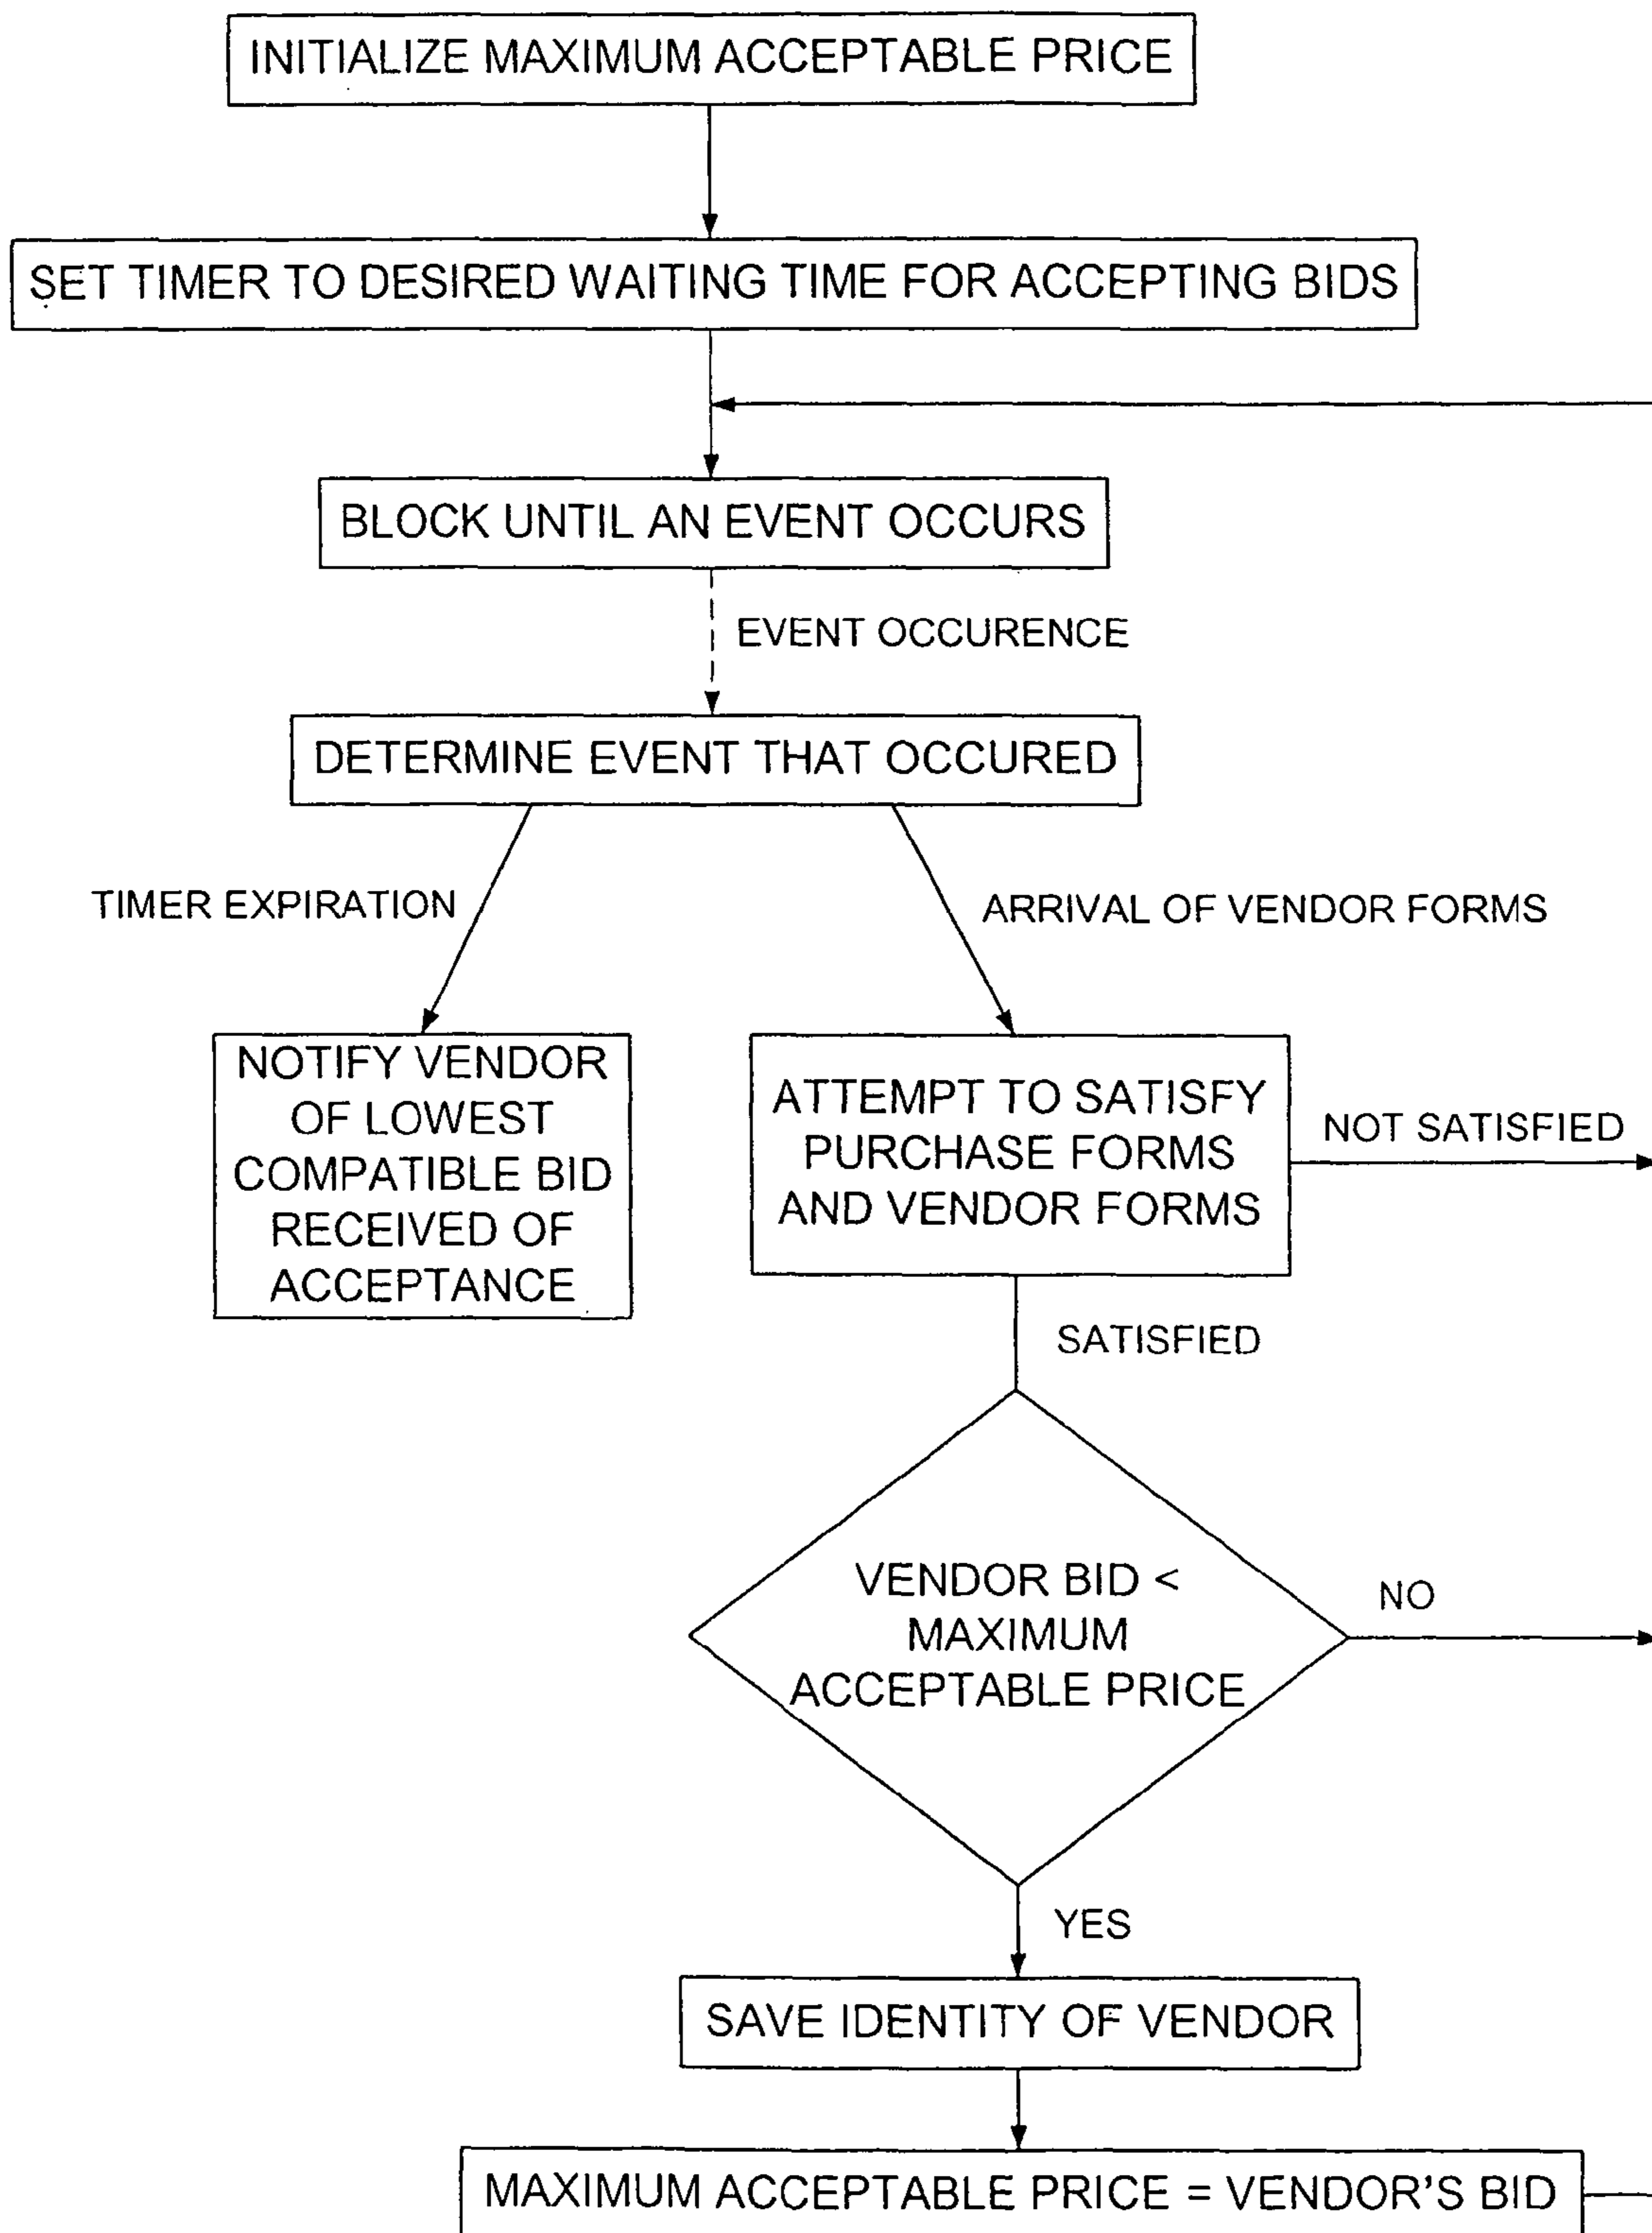 INITIALIZE MAXIMUM ACCEPTABLE PRICE
SET TIMER TO DESIRED WAITING TIME FOR ACCEPTING BIDS
BLOCK UNTIL AN EVENT OCCURS
EVENT OCCURENCE
DETERMINE EVENT THAT OCCURED
TIMER EXPIRATION
ARRIVAL OF VENDOR FORMS
NOTIFY VENDOR
OF LOWEST
COMPATIBLE BID
RECEIVED OF
ACCEPTANCE
ATTEMPT TO SATISFY
PURCHASE FORMS
AND VENDOR FORMS
NOT SATISFIED
SATISFIED
VENDOR BID <
MAXIMUM
ACCEPTABLE PRICE
NO
YES
SAVE IDENTITY OF VENDOR
MAXIMUM ACCEPTABLE PRICE = VENDOR'S BID